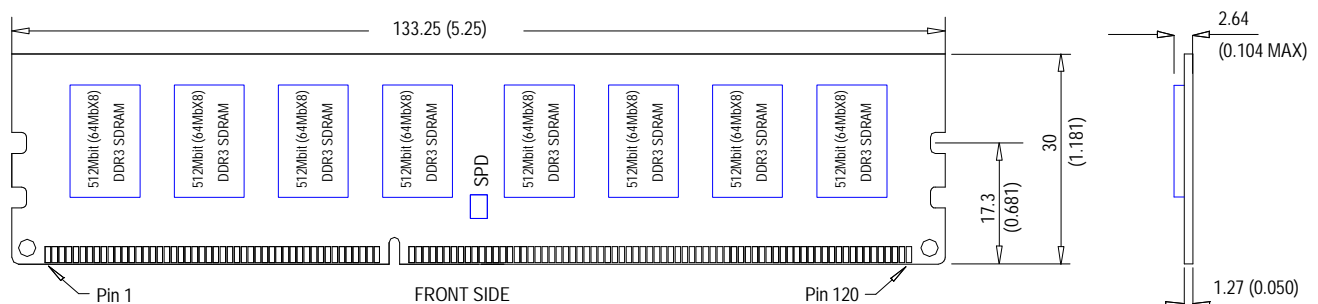 133.25 (5.25)
2.64
(0.104 MAX)
512Mbit (64MbX8)
DDR3 SDRAM
512Mbit (64MbX8)
DDR3 SDRAM
512Mbit (64MbX8)
DDR3 SDRAM
512Mbit (64MbX8)
DDR3 SDRAM
512Mbit (64MbX8)
DDR3 SDRAM
512Mbit (64MbX8)
DDR3 SDRAM
512Mbit (64MbX8)
DDR3 SDRAM
512Mbit (64MbX8)
DDR3 SDRAM
SPD
30
(1.181)
17.3
(0.681)
Pin 1
FRONT SIDE
Pin 120
1.27 (0.050)